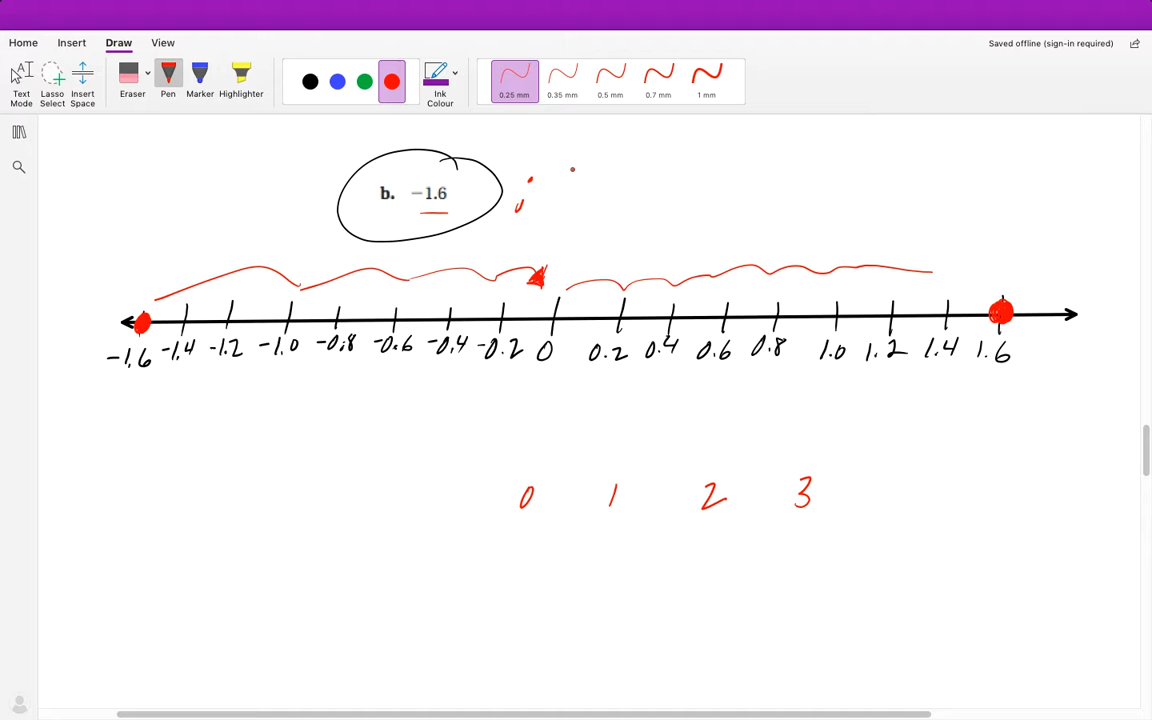 Home Insert Draw View
Saved offline (sign-in required)
Text Mode
Lasso Select
Insert Space
Eraser
Pen
Marker
Highlighter
Ink Colour
0.25 mm
0.35 mm
0.5 mm
0.7 mm
1 mm
b. −1.6 ;
-1.6 -1.4 -1.2 -1.0 -0.8 -0.6 -0.4 -0.2 0 0.2 0.4 0.6 0.8 1.0 1.2 1.4 1.6
0 1 2 3